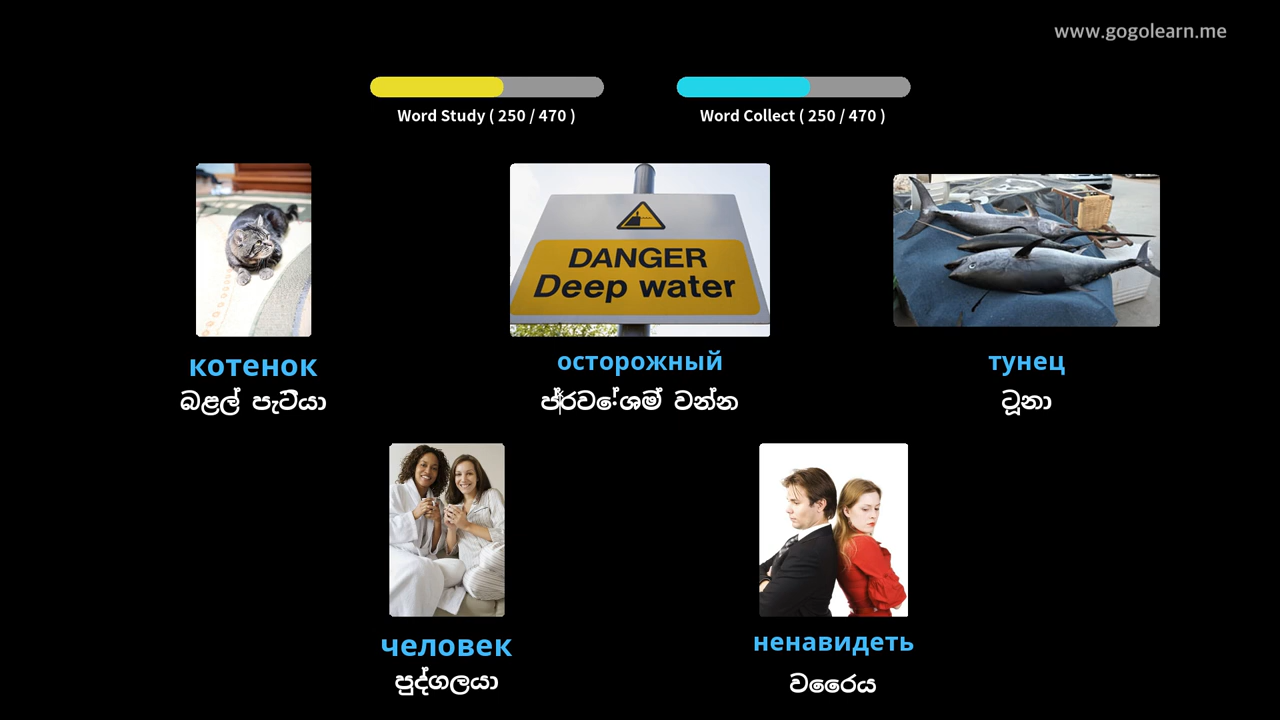 www.gogolearn.me
Word Study ( 250 / 470 )
Word Collect ( 250 / 470 )
DANGER
Deep water
котенок
осторожный
тунец
බළල් පැටියා
ප්රවේශම් වන්න
ටූනා
человек
ненавидеть
පුද්ගලයා
වරෛය